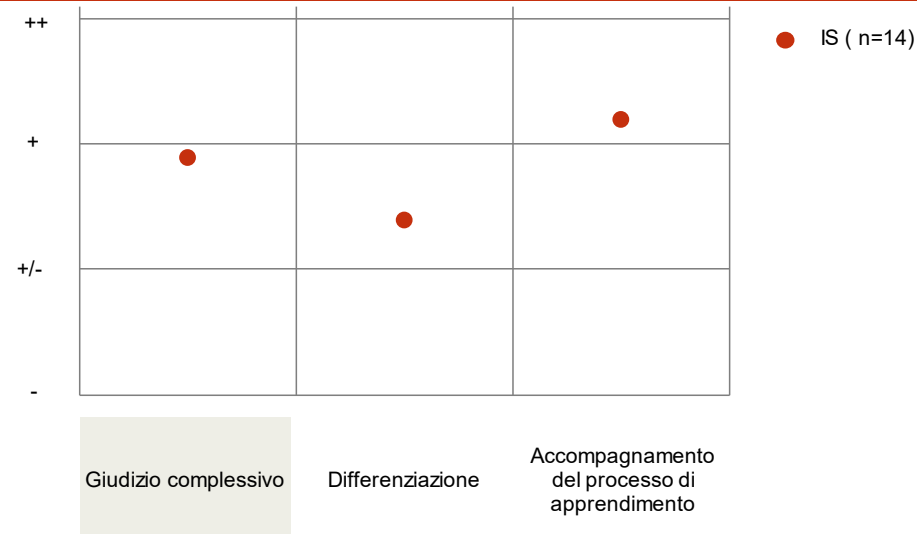 ++
IS ( n=14)
+
+/-
-
Giudizio complessivo
Differenziazione
Accompagnamento
del processo di
apprendimento